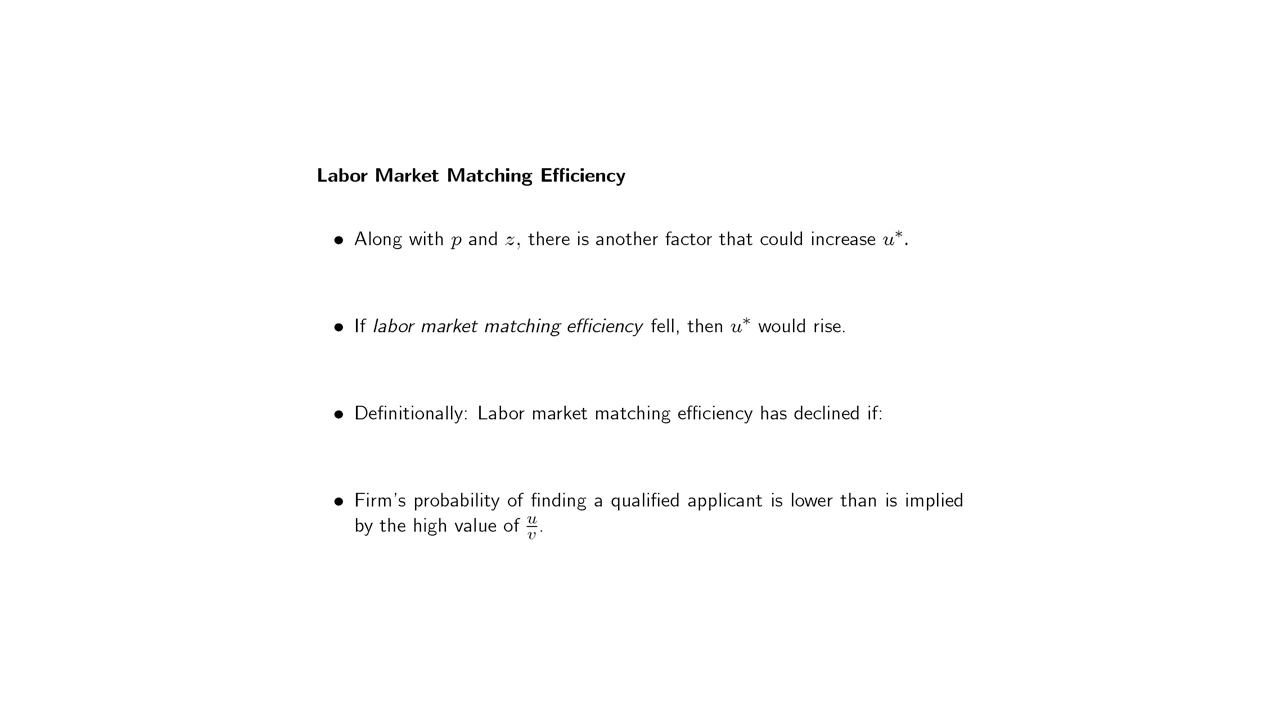 Labor Market Matching Efficiency
• Along with p and z, there is another factor that could increase u*.
• If labor market matching efficiency fell, then u* would rise.
• Definitionally: Labor market matching efficiency has declined if:
• Firm's probability of finding a qualified applicant is lower than is implied
by the high value of u/v.